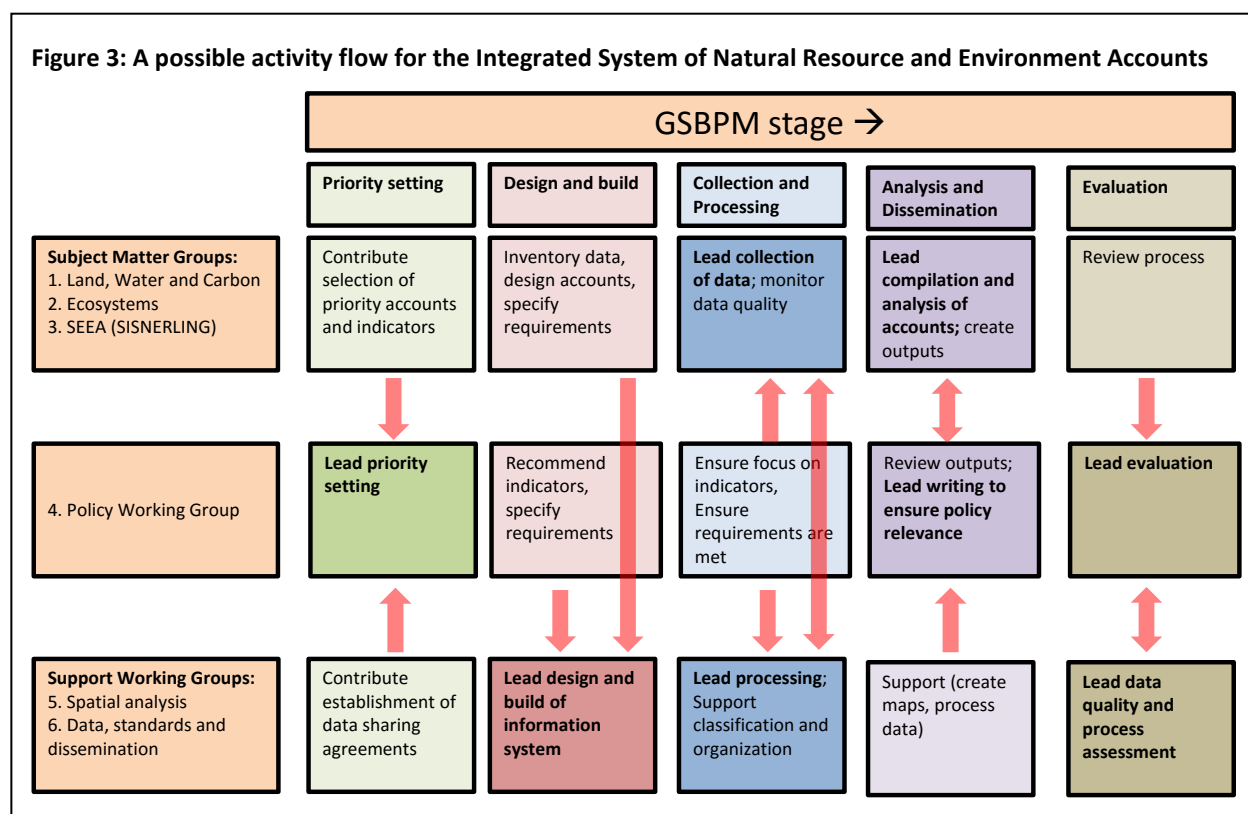 Figure 3: A possible activity flow for the Integrated System of Natural Resource and Environment Accounts
GSBPM stage →
Priority setting
Design and build
Collection and
Processing
Analysis and
Dissemination
Evaluation
Subject Matter Groups:
1. Land, Water and Carbon
2. Ecosystems
3. SEEA (SISNERLING)
Contribute
selection of
priority accounts
and indicators
Inventory data,
design accounts,
specify
requirements
Lead collection
of data; monitor
data quality
Lead
compilation and
analysis of
accounts; create
outputs
Review process
4. Policy Working Group
Lead priority
setting
Recommend
indicators,
specify
requirements
Ensure focus on
indicators,
Ensure
requirements are
met
Review outputs;
Lead writing to
ensure policy
relevance
Lead evaluation
Support Working Groups:
5. Spatial analysis
6. Data, standards and
dissemination
Contribute
establishment of
data sharing
agreements
Lead design and
build of
information
system
Lead processing;
Support
classification and
organization
Support (create
maps, process
data)
Lead data
quality and
process
assessment